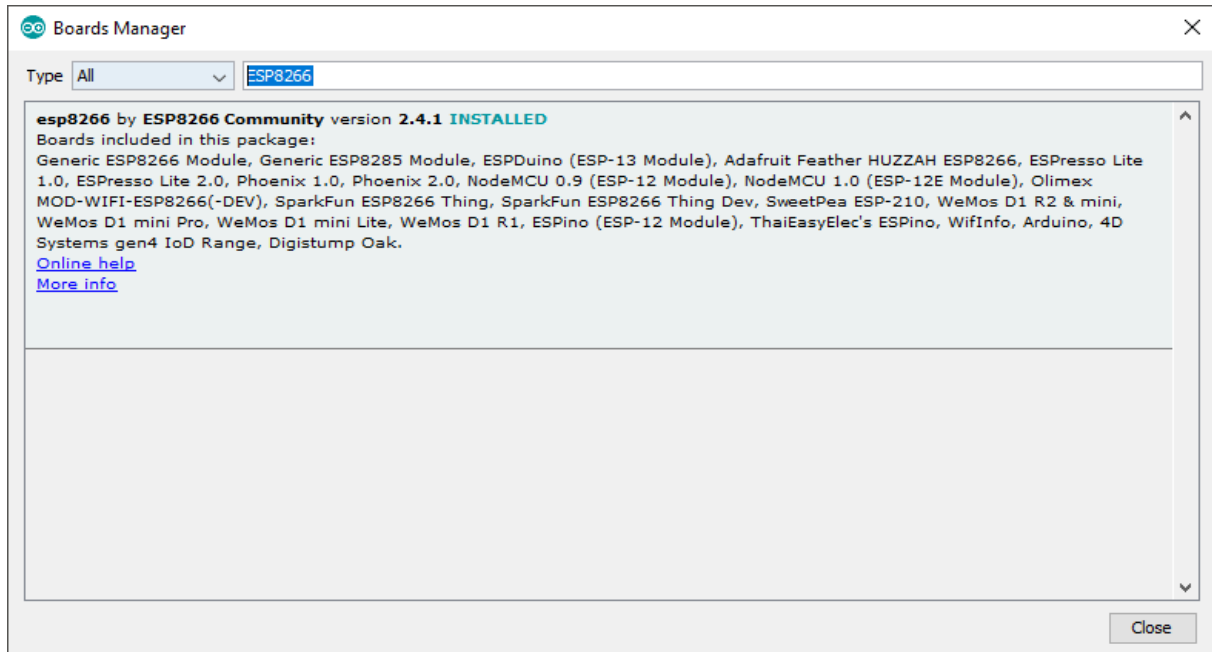 Boards Manager
Type All ESP8266
esp8266 by ESP8266 Community version 2.4.1 INSTALLED
Boards included in this package:
Generic ESP8266 Module, Generic ESP8285 Module, ESPDuino (ESP-13 Module), Adafruit Feather HUZZAH ESP8266, ESPresso Lite
1.0, ESPresso Lite 2.0, Phoenix 1.0, Phoenix 2.0, NodeMCU 0.9 (ESP-12 Module), NodeMCU 1.0 (ESP-12E Module), Olimex
MOD-WIFI-ESP8266(-DEV), SparkFun ESP8266 Thing, SparkFun ESP8266 Thing Dev, SweetPea ESP-210, WeMos D1 R2 & mini,
WeMos D1 mini Pro, WeMos D1 mini Lite, WeMos D1 R1, ESPino (ESP-12 Module), ThaiEasyElec's ESPino, WifInfo, Arduino, 4D
Systems gen4 IoD Range, Digistump Oak.
Online help
More info
Close